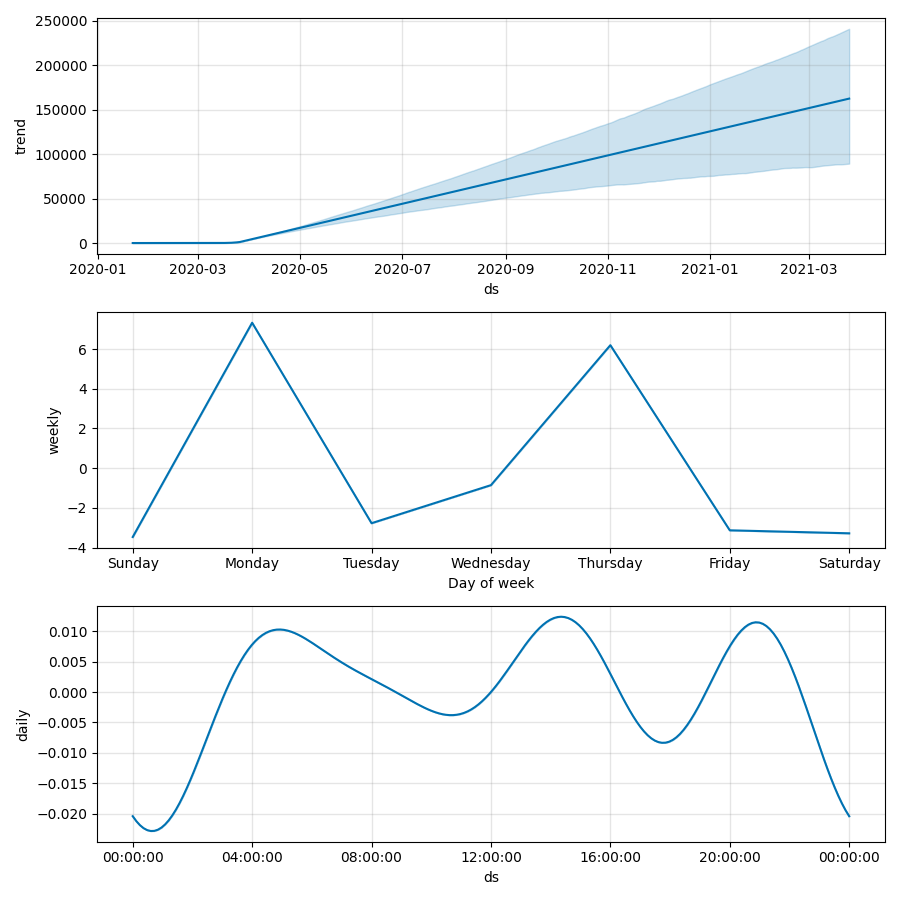 250000
200000
150000
100000
50000
0
trend
2020-01 2020-03 2020-05 2020-07 2020-09 2020-11 2021-01 2021-03
ds
6
4
2
0
−2
−4
weekly
Sunday Monday Tuesday Wednesday Thursday Friday Saturday
Day of week
0.010
0.005
0.000
−0.005
−0.010
−0.015
−0.020
daily
00:00:00 04:00:00 08:00:00 12:00:00 16:00:00 20:00:00 00:00:00
ds